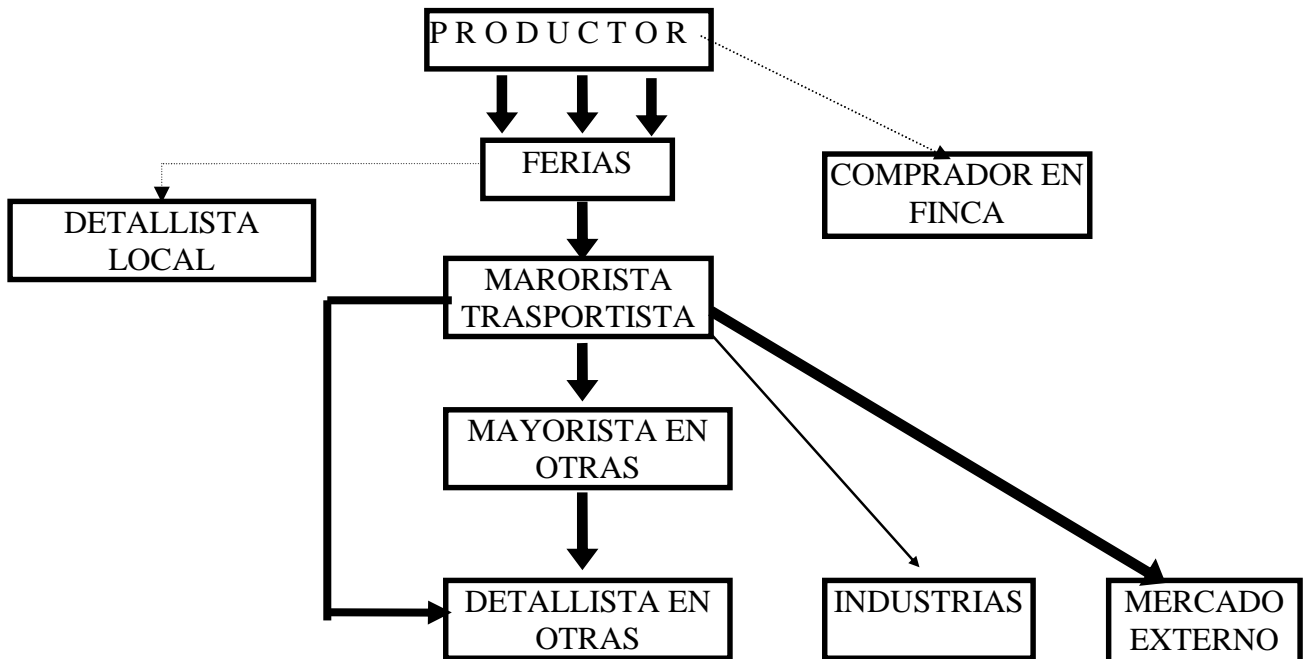 P R O D U C T O R
FERIAS
COMPRADOR EN
FINCA
DETALLISTA
LOCAL
MARORISTA
TRASPORTISTA
MAYORISTA EN
OTRAS
DETALLISTA EN
OTRAS
INDUSTRIAS
MERCADO
EXTERNO